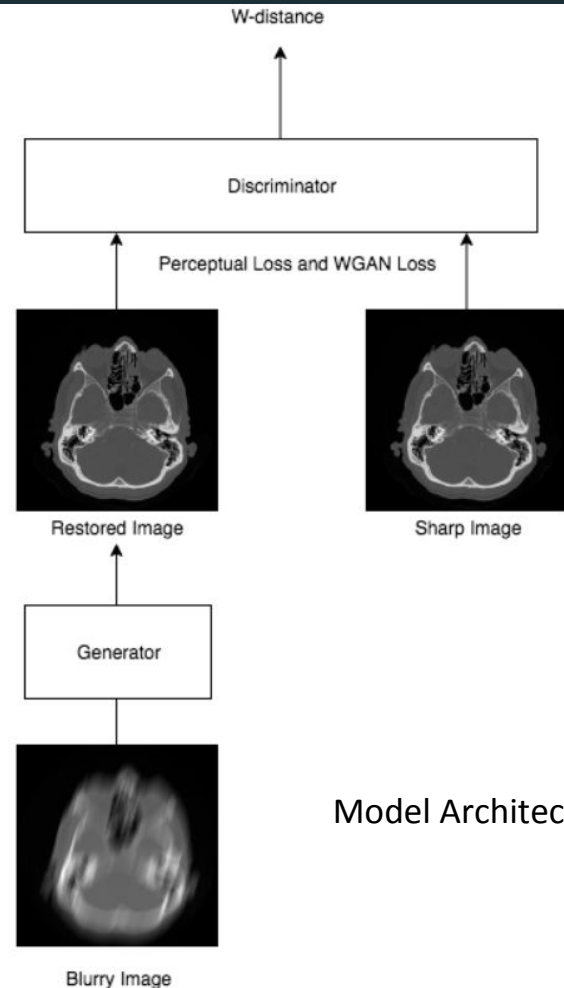 W-distance
Discriminator
Perceptual Loss and WGAN Loss
Restored Image
Sharp Image
Generator
Model Architec
Blurry Image